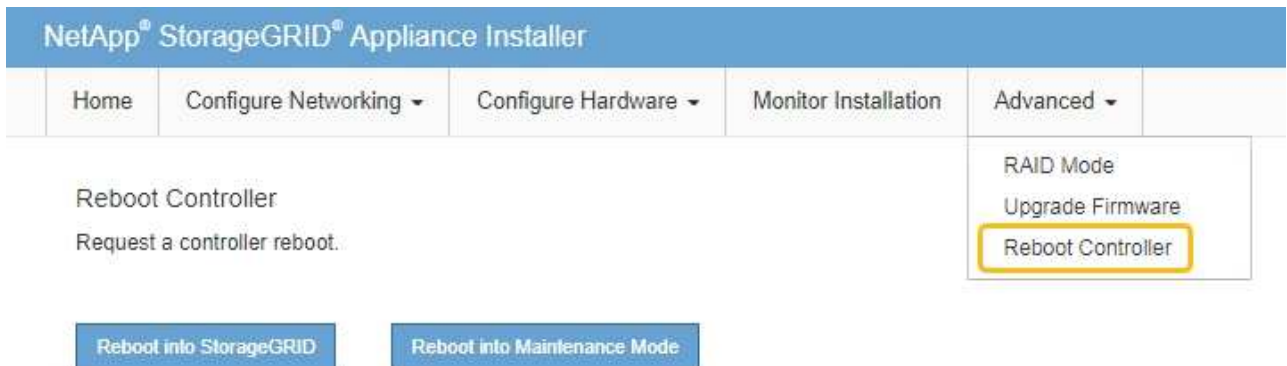 NetApp® StorageGRID® Appliance Installer
Home Configure Networking Configure Hardware Monitor Installation Advanced
RAID Mode
Upgrade Firmware
Reboot Controller
Reboot Controller
Request a controller reboot.
Reboot into StorageGRID Reboot into Maintenance Mode